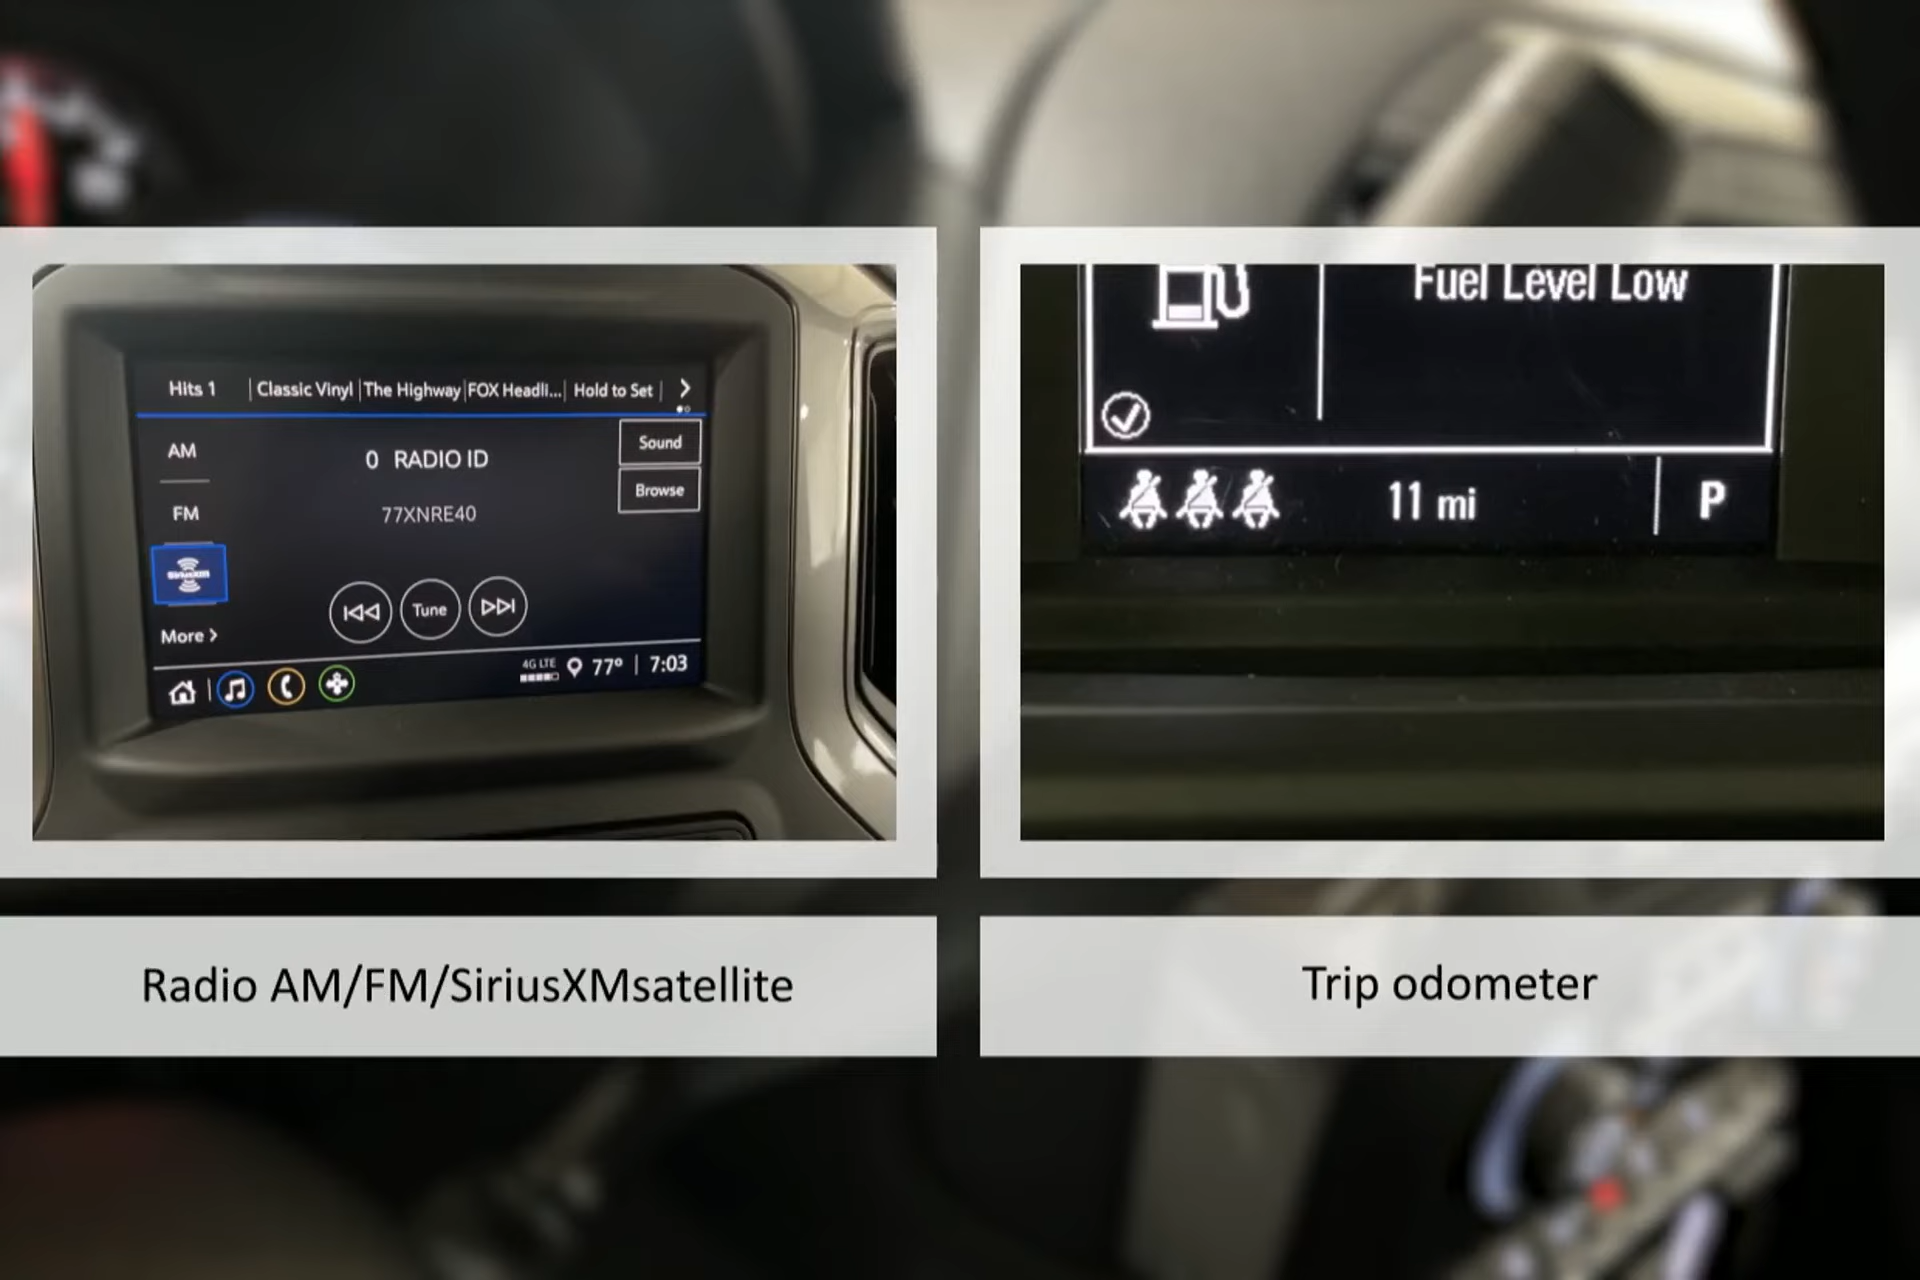 Hits 1 Classic Vinyl The Highway FOX Headli... Hold to Set
AM
0 RADIO ID
Sound
FM
77XNRE40
Browse
SiriusXM
More
Tune
4G LTE
77° 7:03
Fuel Level Low
11 mi P
Radio AM/FM/SiriusXMsatellite
Trip odometer